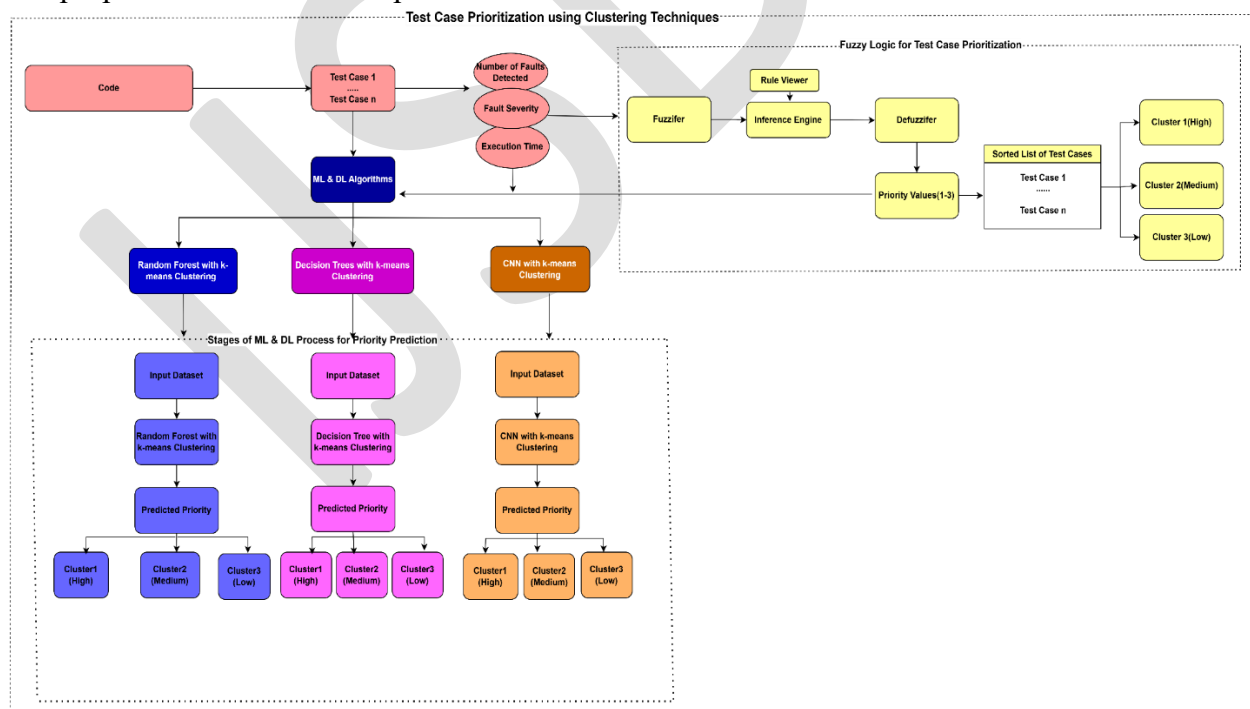 Test Case Prioritization using Clustering Techniques
Fuzzy Logic for Test Case Prioritization
Code
Test Case 1
.....
Test Case n
Number of Faults
Detected
Fault Severity
Execution Time
Rule Viewer
Fuzzifer
Inference Engine
Defuzzifer
Priority Values(1-3)
Sorted List of Test Cases
Test Case 1
......
Test Case n
Cluster 1(High)
Cluster 2(Medium)
Cluster 3(Low)
ML & DL Algorithms
Random Forest with k-
means Clustering
Decision Trees with k-means
Clustering
CNN with k-means
Clustering
Stages of ML & DL Process for Priority Prediction
Input Dataset
Random Forest with
k-means Clustering
Predicted Priority
Cluster1
(High)
Cluster2
(Medium)
Cluster3
(Low)
Input Dataset
Decision Tree with
k-means Clustering
Predicted Priority
Cluster1
(High)
Cluster2
(Medium)
Cluster3
(Low)
Input Dataset
CNN with k-means
Clustering
Predicted Priority
Cluster1
(High)
Cluster2
(Medium)
Cluster3
(Low)